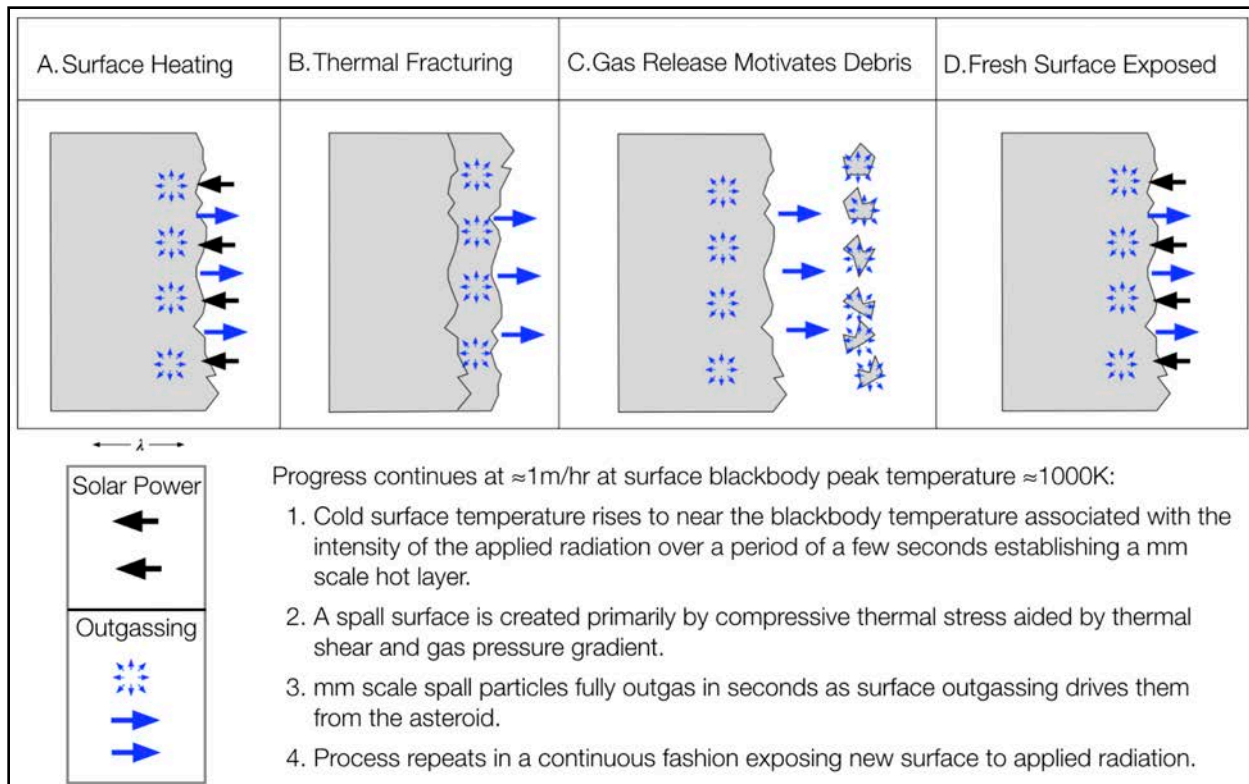 A. Surface Heating
B. Thermal Fracturing
C. Gas Release Motivates Debris
D. Fresh Surface Exposed
λ
Solar Power
Outgassing
Progress continues at ≈1m/hr at surface blackbody peak temperature ≈1000K:
1. Cold surface temperature rises to near the blackbody temperature associated with the
intensity of the applied radiation over a period of a few seconds establishing a mm
scale hot layer.
2. A spall surface is created primarily by compressive thermal stress aided by thermal
shear and gas pressure gradient.
3. mm scale spall particles fully outgas in seconds as surface outgassing drives them
from the asteroid.
4. Process repeats in a continuous fashion exposing new surface to applied radiation.